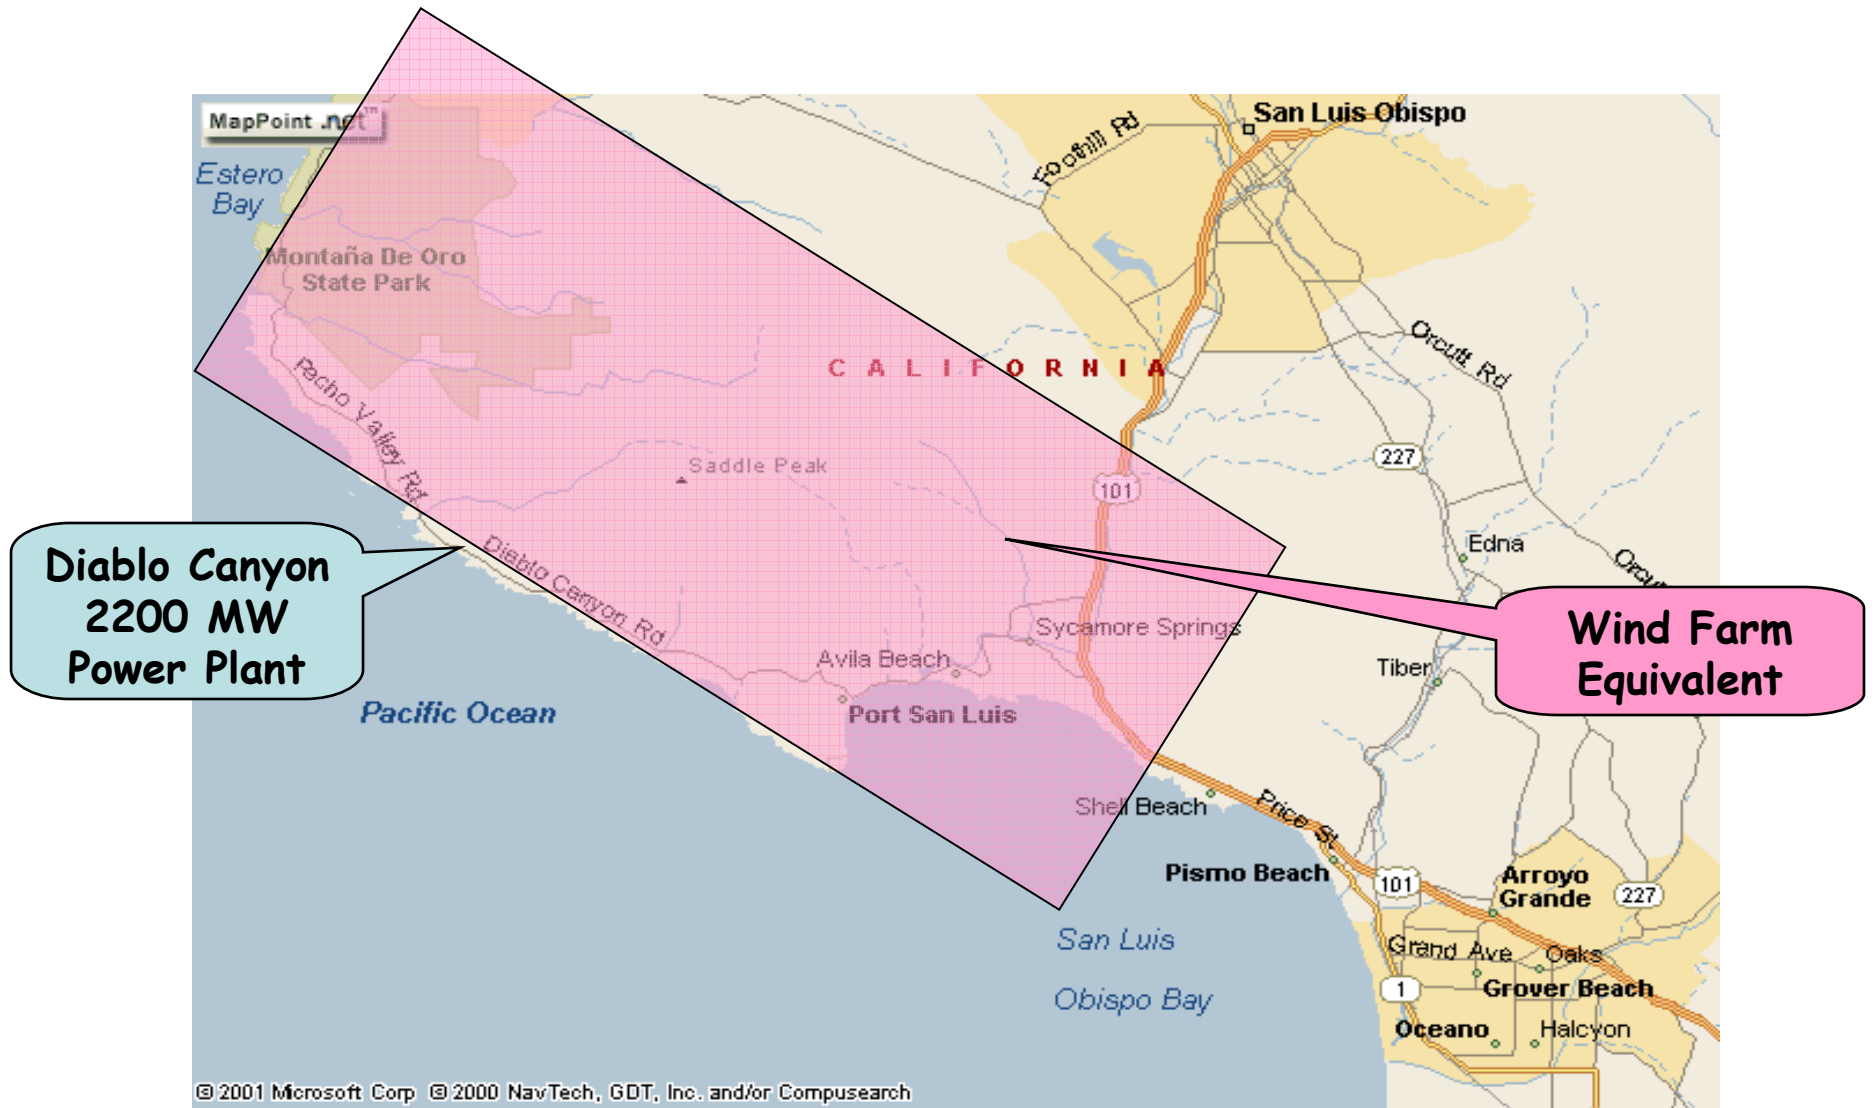 MapPoint .net™
San Luis Obispo
Foothill Rd
Estero
Bay
Montaña De Oro
State Park
CALIFORNIA
Orcutt Rd
Pecho Valley Rd
Saddle Peak
227
101
Diablo Canyon
2200 MW
Power Plant
Diablo Canyon Rd
Edna
Wind Farm
Equivalent
Sycamore Springs
Avila Beach
Tiber
Pacific Ocean
Port San Luis
Shell Beach
Price St
Pismo Beach
101
Arroyo
Grande
227
San Luis
Obispo Bay
Grand Ave
Oaks
1
Grover Beach
Oceano
Halcyon
© 2001 Microsoft Corp © 2000 NavTech, GDT, Inc. and/or Compusearch